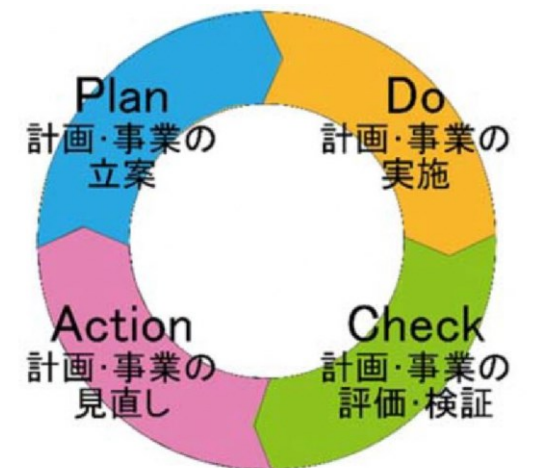 Plan
計画･事業の
立案
Do
計画･事業の
実施
Check
計画･事業の
評価･検証
Action
計画･事業の
見直し